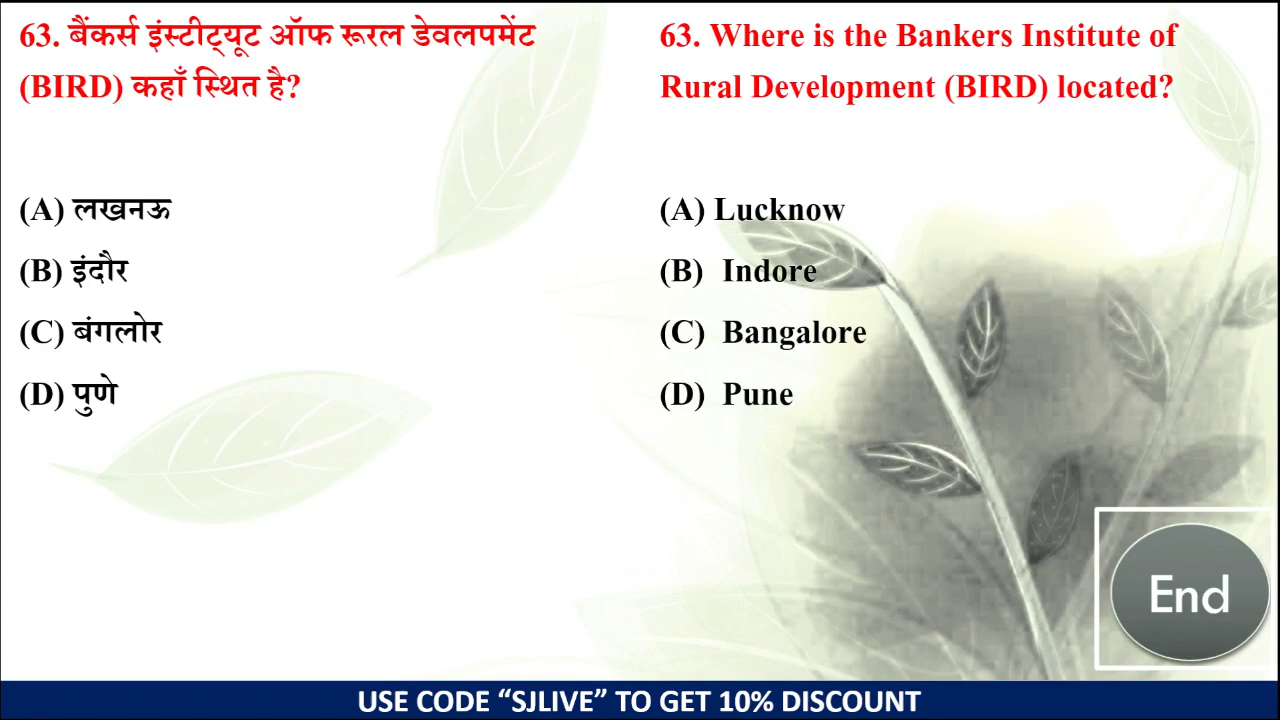 63. बैंकर्स इंस्टीट्यूट ऑफ रूरल डेवलपमेंट
(BIRD) कहाँ स्थित है?
(A) लखनऊ
(B) इंदौर
(C) बंगलोर
(D) पुणे
63. Where is the Bankers Institute of
Rural Development (BIRD) located?
(A) Lucknow
(B) Indore
(C) Bangalore
(D) Pune
End
USE CODE “SJLIVE” TO GET 10% DISCOUNT